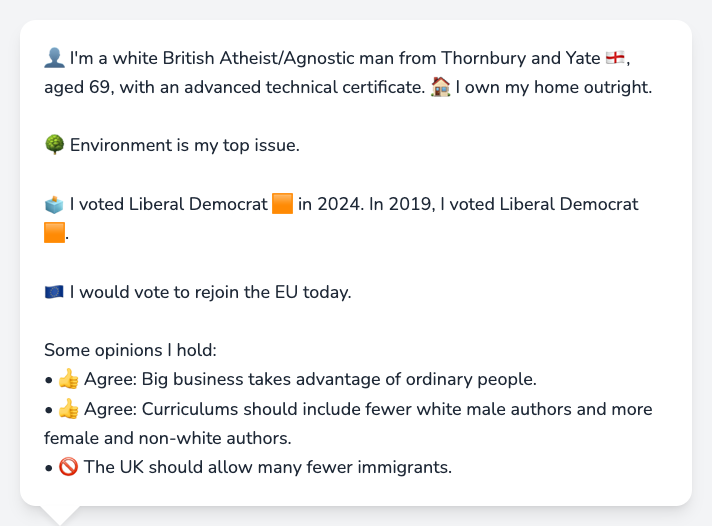 👤 I'm a white British Atheist/Agnostic man from Thornbury and Yate 🏴󠁧󠁢󠁥󠁮󠁧󠁿,
aged 69, with an advanced technical certificate. 🏠 I own my home outright.
🌳 Environment is my top issue.
🗳️ I voted Liberal Democrat 🟧 in 2024. In 2019, I voted Liberal Democrat
🟧.
🇪🇺 I would vote to rejoin the EU today.
Some opinions I hold:
• 👍 Agree: Big business takes advantage of ordinary people.
• 👍 Agree: Curriculums should include fewer white male authors and more
female and non-white authors.
• 🚫 The UK should allow many fewer immigrants.